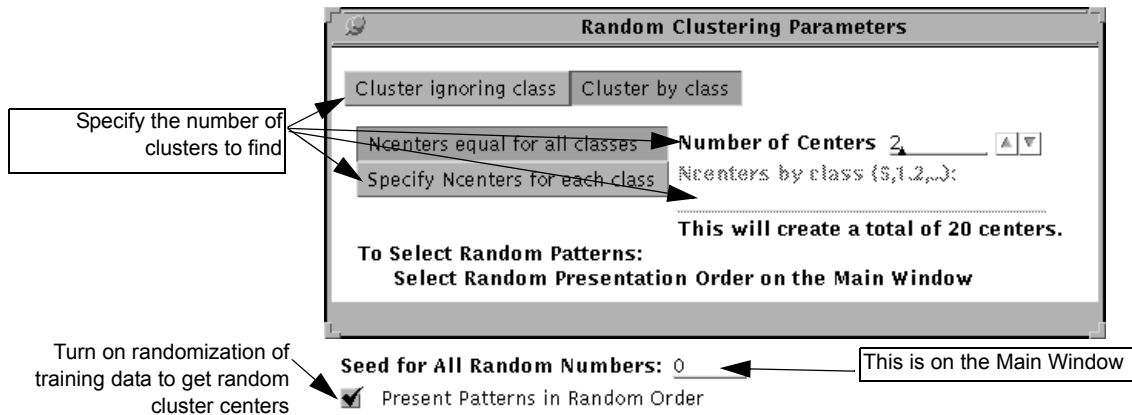 Random Clustering Parameters
Cluster ignoring class Cluster by class
Specify the number of
clusters to find
Ncenters equal for all classes
Number of Centers 2
Specify Ncenters for each class
Ncenters by class (5,1,2,..):
This will create a total of 20 centers.
To Select Random Patterns:
Select Random Presentation Order on the Main Window
Turn on randomization of
training data to get random
cluster centers
Seed for All Random Numbers: 0
This is on the Main Window
Present Patterns in Random Order